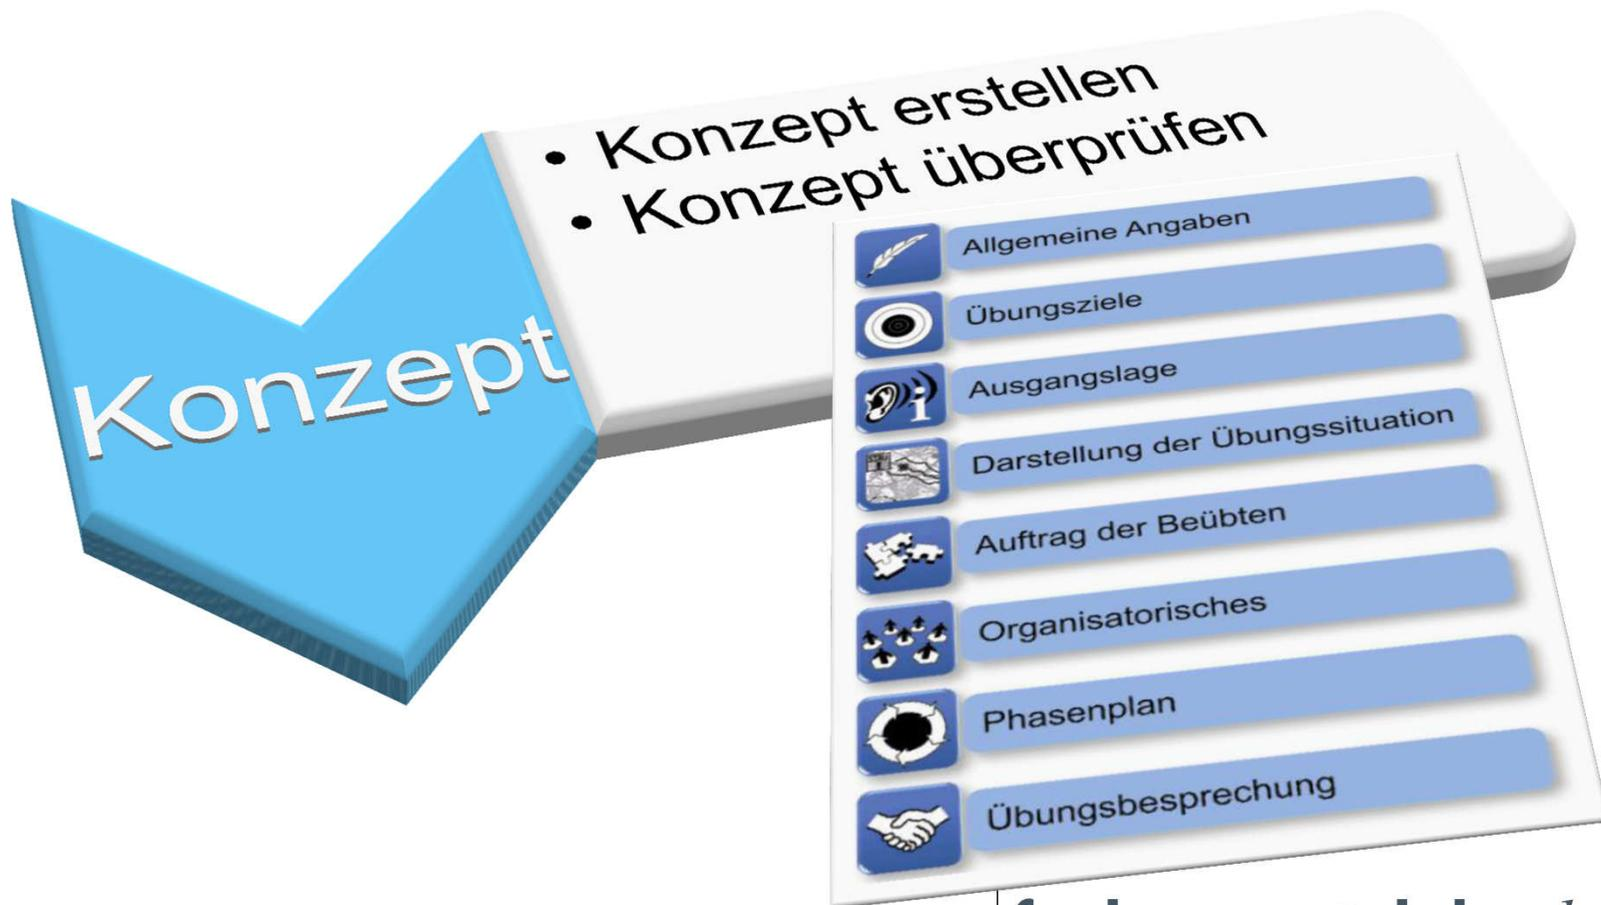 Konzept
• Konzept erstellen
• Konzept überprüfen
Allgemeine Angaben
Übungsziele
Ausgangslage
Darstellung der Übungssituation
Auftrag der Beübten
Organisatorisches
Phasenplan
Übungsbesprechung